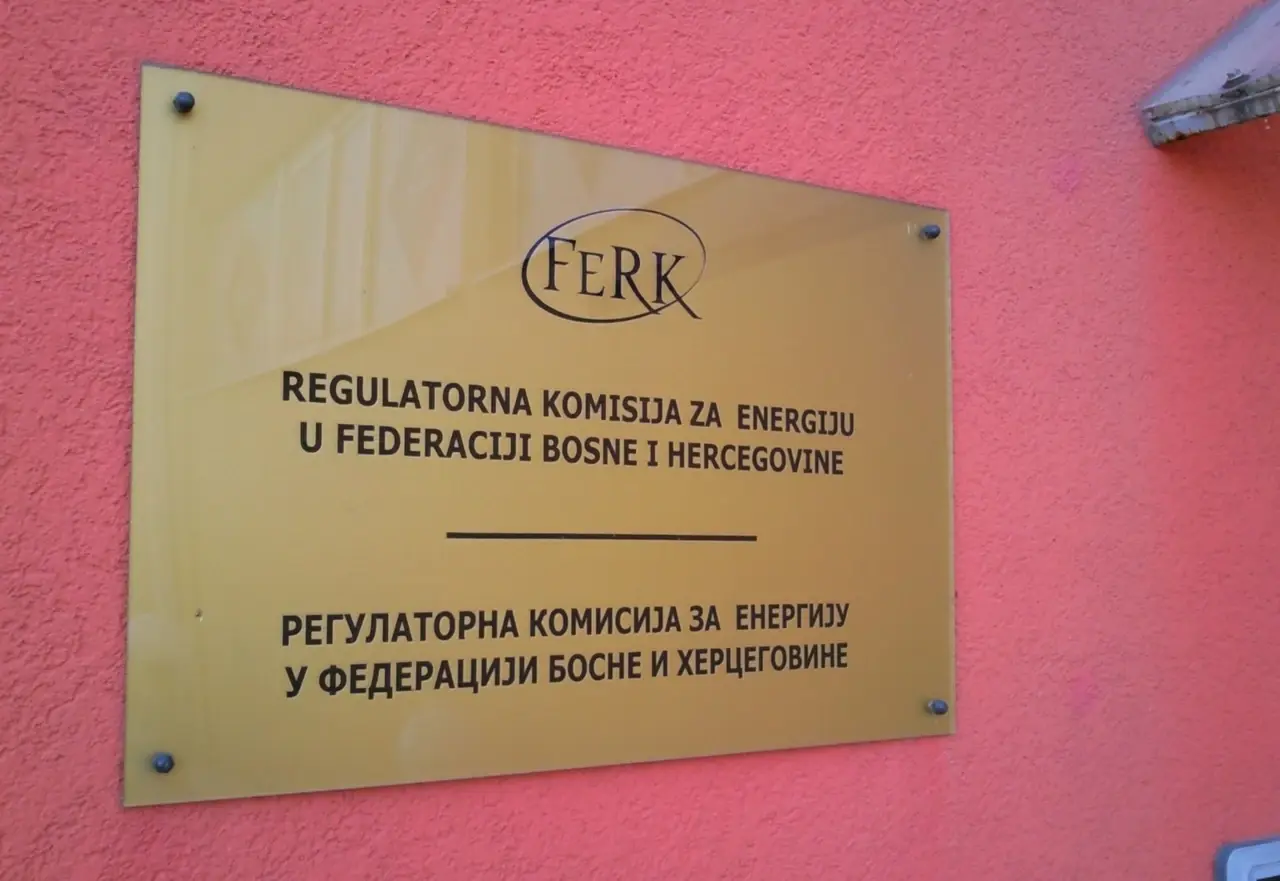 FERK
REGULATORNA KOMISIJA ZA ENERGIJU
U FEDERACIJI BOSNE I HERCEGOVINE
РЕГУЛАТОРНА КОМИСИЈА ЗА ЕНЕРГИЈУ
У ФЕДЕРАЦИЈИ БОСНЕ И ХЕРЦЕГОВИНЕ